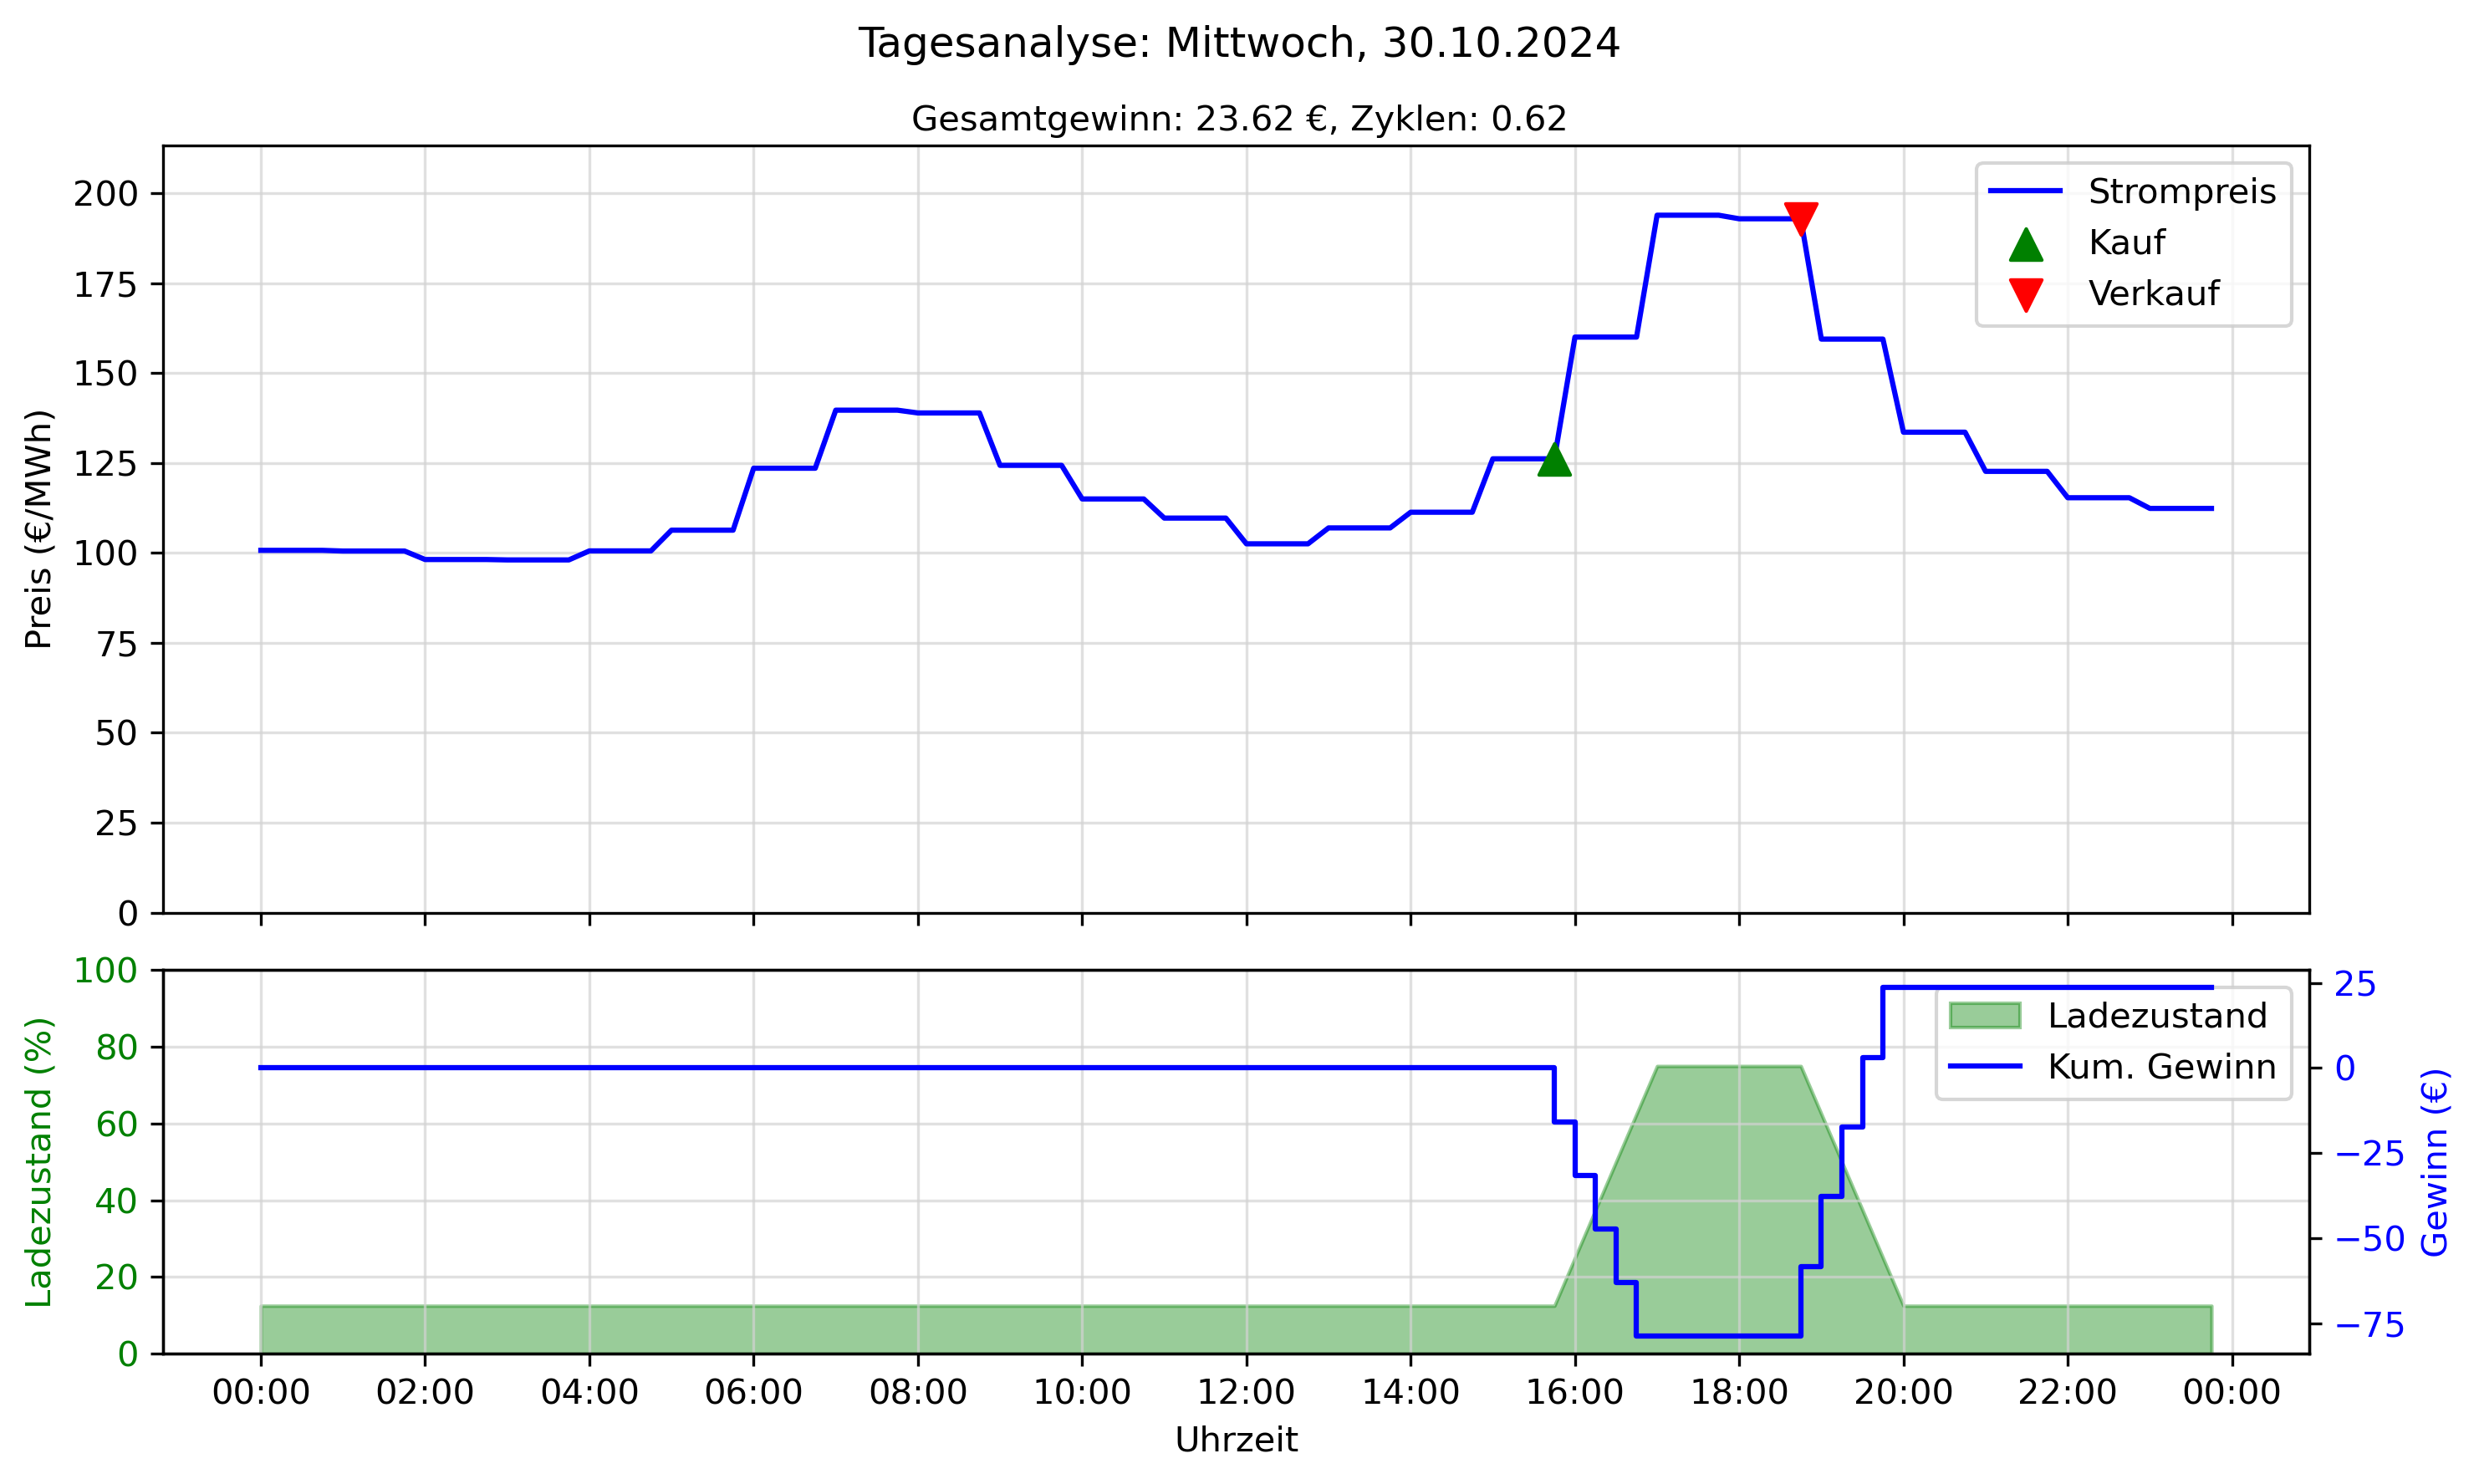 Tagesanalyse: Mittwoch, 30.10.2024
Gesamtgewinn: 23.62 €, Zyklen: 0.62
Preis (€/MWh)
200
175
150
125
100
75
50
25
0
Strompreis
Kauf
Verkauf
Ladezustand (%)
100
80
60
40
20
0
Ladezustand
Kum. Gewinn
25
0
−25
−50
−75
Gewinn (€)
00:00 02:00 04:00 06:00 08:00 10:00 12:00 14:00 16:00 18:00 20:00 22:00 00:00
Uhrzeit